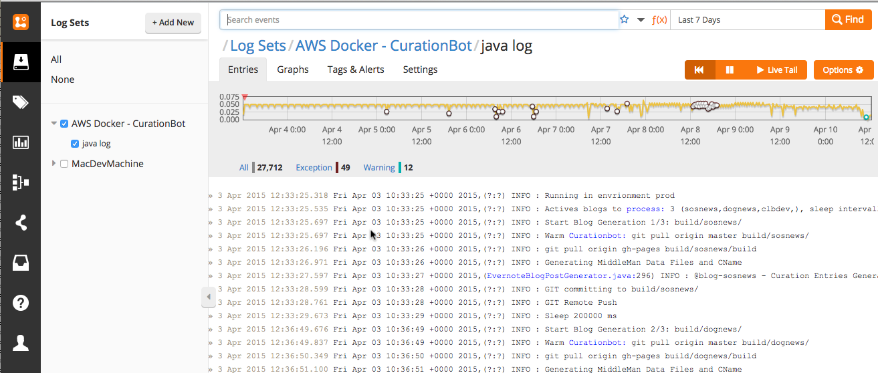 Log Sets
+ Add New
All
None
AWS Docker - CurationBot
java log
MacDevMachine
Search events
f(x)
Last 7 Days
Find
/ Log Sets / AWS Docker - CurationBot / java log
Entries Graphs Tags & Alerts Settings
Live Tail
Options
0.075
0.050
0.025
0.000
Apr 4 0:00 Apr 4 12:00 Apr 5 0:00 Apr 5 12:00 Apr 6 0:00 Apr 6 12:00 Apr 7 0:00 Apr 7 12:00 Apr 8 0:00 Apr 8 12:00 Apr 9 0:00 Apr 9 12:00 Apr 10 0:00 Apr 12:(
All 27,712 Exception 49 Warning 12
» 3 Apr 2015 12:33:25.318 Fri Apr 03 10:33:25 +0000 2015,(?:?) INFO : Running in envrionment prod
» 3 Apr 2015 12:33:25.535 Fri Apr 03 10:33:25 +0000 2015,(?:?) INFO : Actives blogs to process: 3 (sosnews,dognews,clbdev,), sleep interval
» 3 Apr 2015 12:33:25.697 Fri Apr 03 10:33:25 +0000 2015,(?:?) INFO : Start Blog Generation 1/3: build/sosnews/
» 3 Apr 2015 12:33:25.697 Fri Apr 03 10:33:25 +0000 2015,(?:?) INFO : Warm Curationbot: git pull origin master build/sosnews/
» 3 Apr 2015 12:33:26.196 Fri Apr 03 10:33:26 +0000 2015,(?:?) INFO : git pull origin gh-pages build/sosnews/build
» 3 Apr 2015 12:33:26.971 Fri Apr 03 10:33:26 +0000 2015,(?:?) INFO : Generating MiddleMan Data Files and CName
» 3 Apr 2015 12:33:27.597 Fri Apr 03 10:33:27 +0000 2015,(EvernoteBlogPostGenerator.java:296) INFO : @blog-sosnews - Curation Entries Gener
» 3 Apr 2015 12:33:28.599 Fri Apr 03 10:33:28 +0000 2015,(?:?) INFO : GIT committing to build/sosnews/
» 3 Apr 2015 12:33:28.761 Fri Apr 03 10:33:28 +0000 2015,(?:?) INFO : GIT Remote Push
» 3 Apr 2015 12:33:29.673 Fri Apr 03 10:33:29 +0000 2015,(?:?) INFO : Sleep 200000 ms
» 3 Apr 2015 12:36:49.676 Fri Apr 03 10:36:49 +0000 2015,(?:?) INFO : Start Blog Generation 2/3: build/dognews/
» 3 Apr 2015 12:36:49.837 Fri Apr 03 10:36:49 +0000 2015,(?:?) INFO : Warm Curationbot: git pull origin master build/dognews/
» 3 Apr 2015 12:36:50.349 Fri Apr 03 10:36:50 +0000 2015,(?:?) INFO : git pull origin gh-pages build/dognews/build
» 3 Apr 2015 12:36:51.100 Fri Apr 03 10:36:51 +0000 2015,(?:?) INFO : Generating MiddleMan Data Files and CName